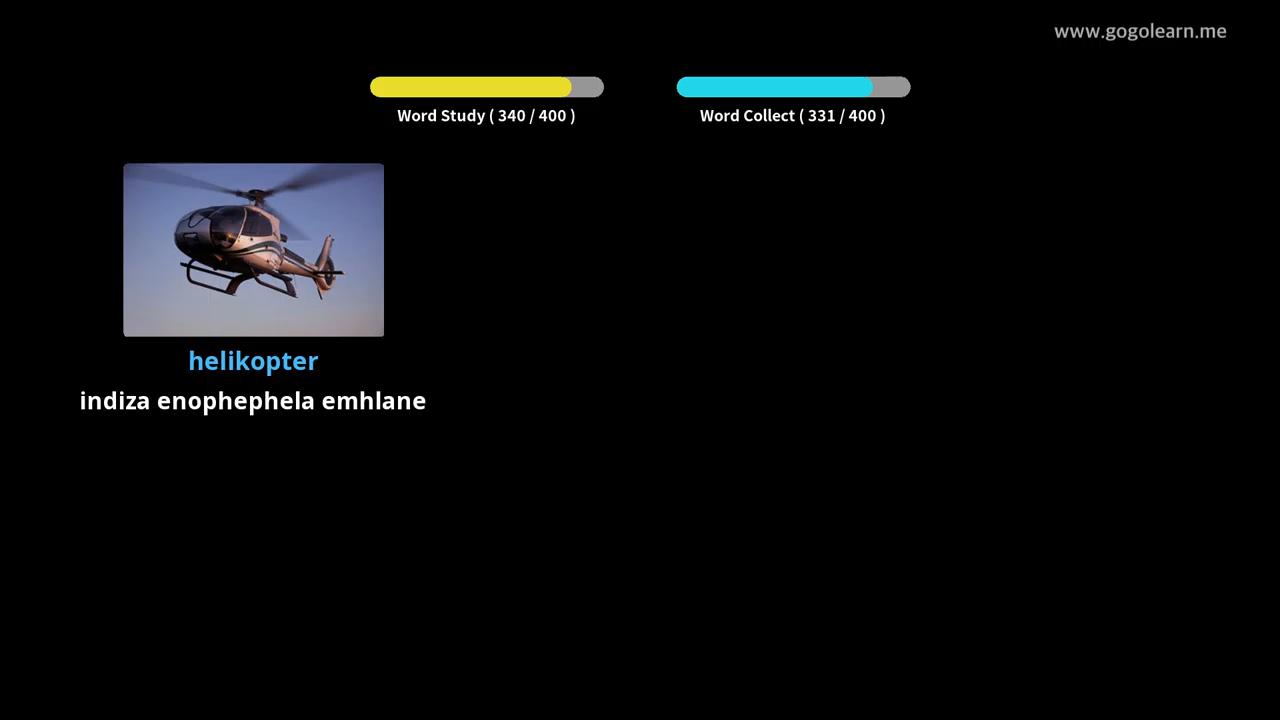 www.gogolearn.me
Word Study ( 340 / 400 )
Word Collect ( 331 / 400 )
helikopter
indiza enophephela emhlane